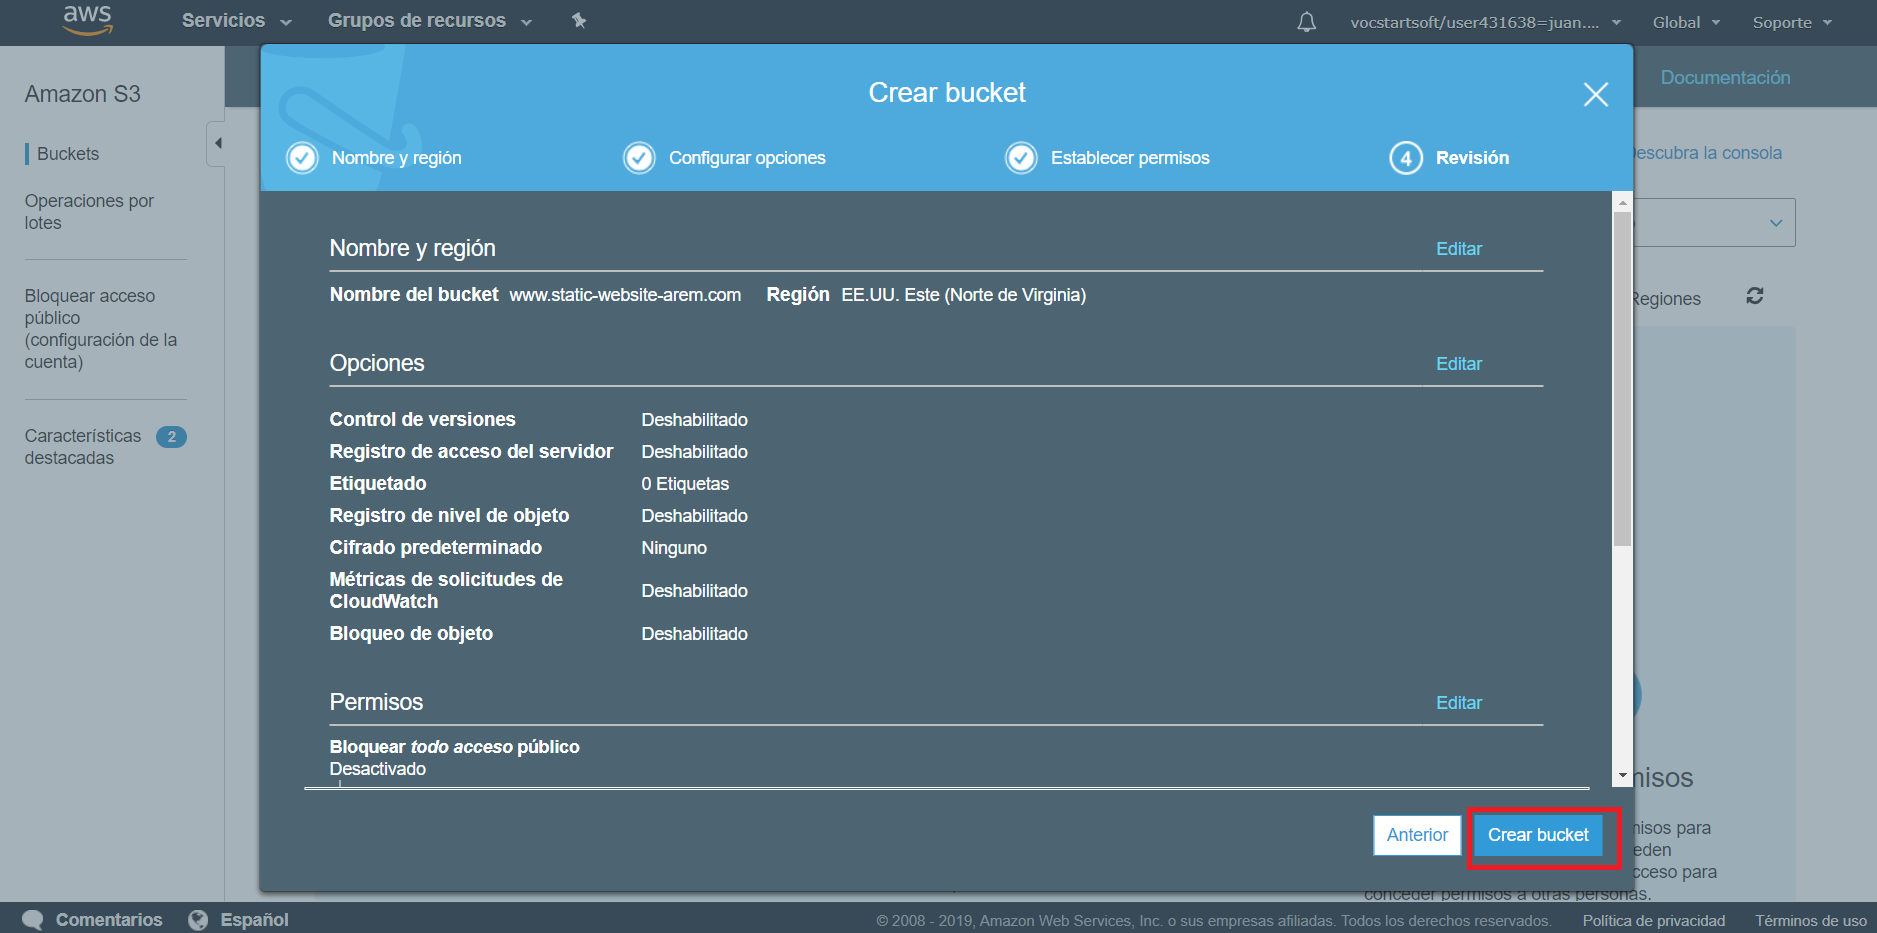 aws
Servicios
Grupos de recursos
vocstartsoft/user431638=juan....
Global
Soporte
Amazon S3
Buckets
Operaciones por
lotes
Bloquear acceso
público
(configuración de la
cuenta)
Características 2
destacadas
Documentación
Descubra la consola
Regiones
Crear bucket
Nombre y región
Configurar opciones
Establecer permisos
4 Revisión
Nombre y región Editar
Nombre del bucket www.static-website-arem.com Región EE.UU. Este (Norte de Virginia)
Opciones Editar
Control de versiones Deshabilitado
Registro de acceso del servidor Deshabilitado
Etiquetado 0 Etiquetas
Registro de nivel de objeto Deshabilitado
Cifrado predeterminado Ninguno
Métricas de solicitudes de
CloudWatch Deshabilitado
Bloqueo de objeto Deshabilitado
Permisos Editar
Bloquear todo acceso público
Desactivado
Anterior Crear bucket
para
acceso para
conceder permisos a otras personas.
Comentarios
Español
© 2008 - 2019, Amazon Web Services, Inc. o sus empresas afiliadas. Todos los derechos reservados.
Política de privacidad
Términos de uso